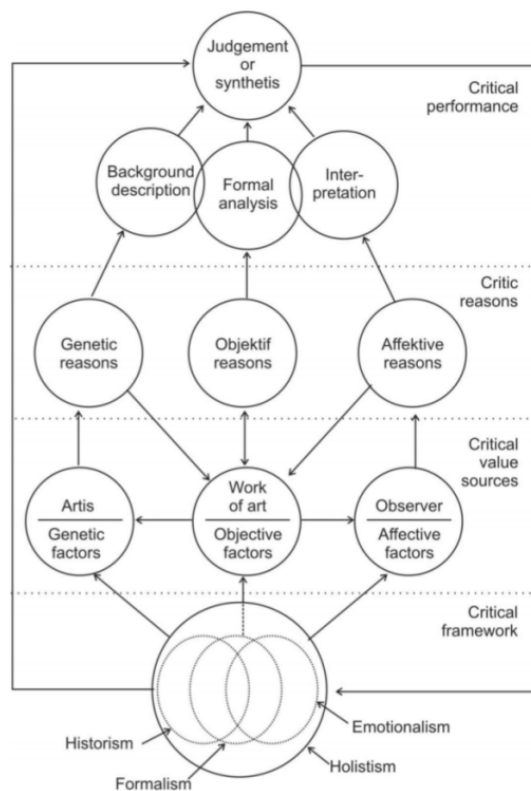 Judgement
or
synthetis
Critical
performance
Background
description
Formal
analysis
Inter-
pretation
Critic
reasons
Genetic
reasons
Objektif
reasons
Affektive
reasons
Critical
value
sources
Artis
Genetic
factors
Work
of art
Objective
factors
Observer
Affective
factors
Critical
framework
Emotionalism
Historism
Holistism
Formalism